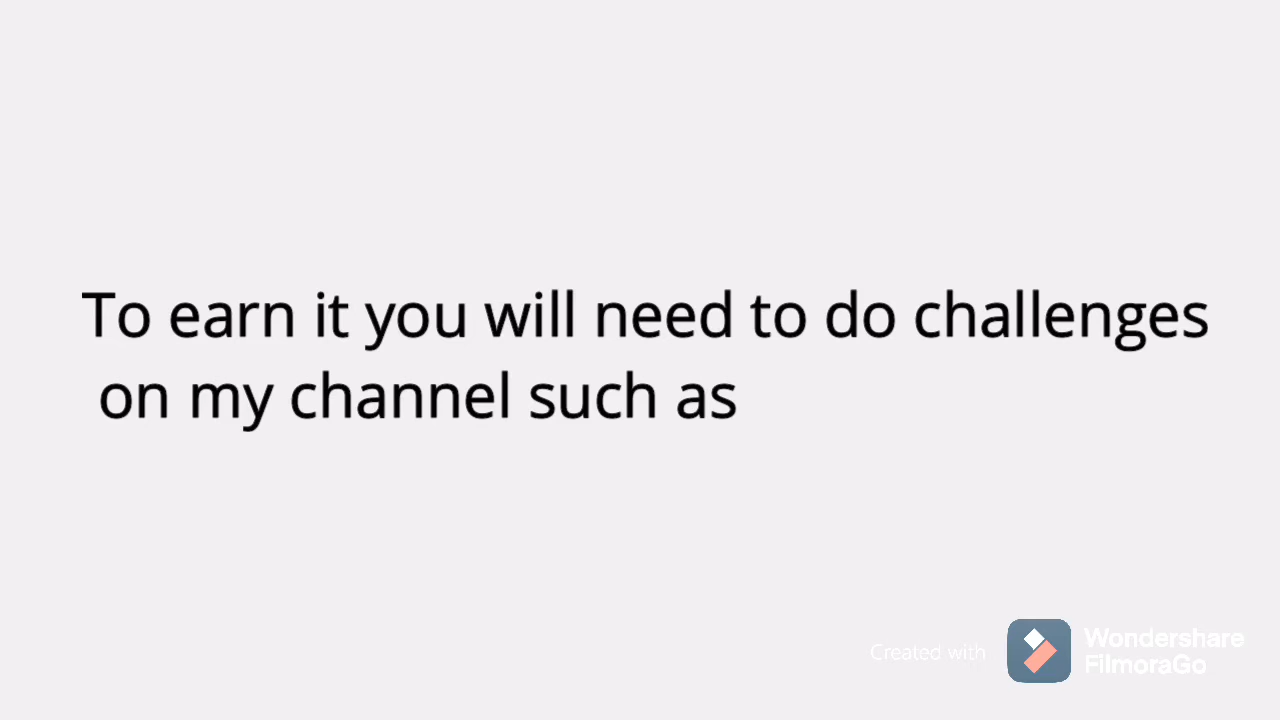 To earn it you will need to do challenges
on my channel such as
Created with
Wondershare
FilmoraGo